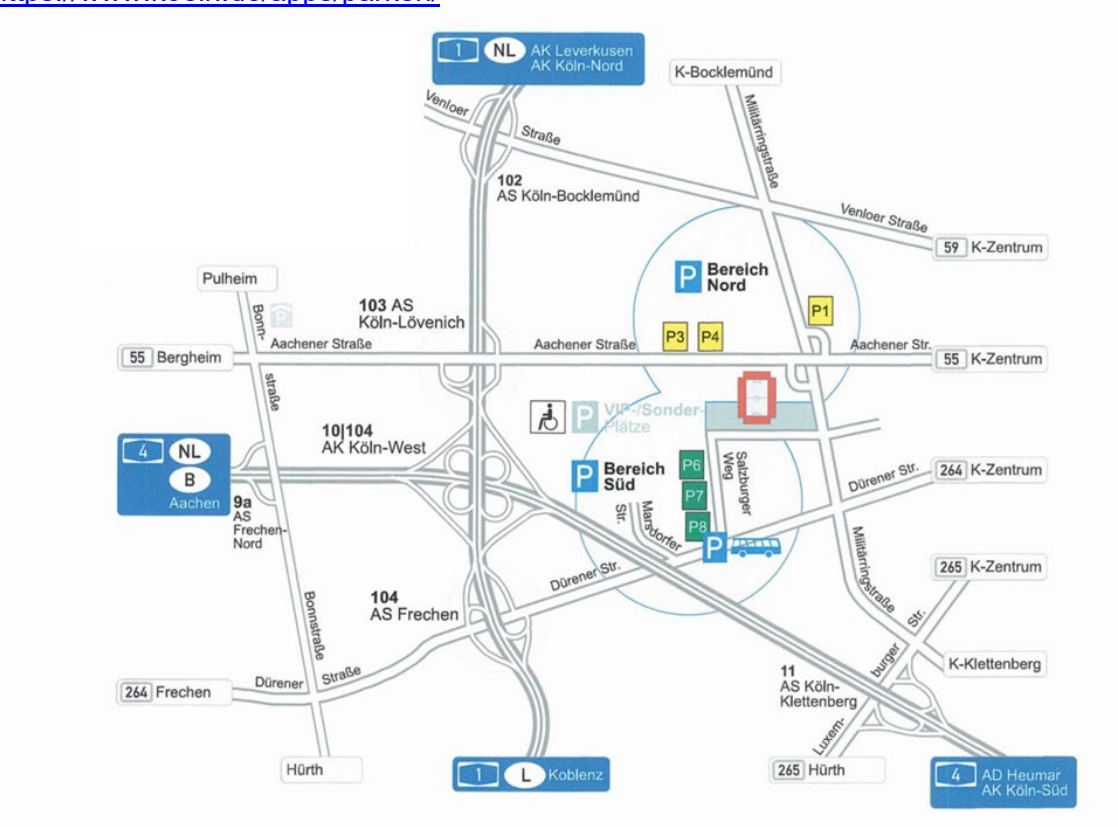 1 NL AK Leverkusen
AK Köln-Nord
K-Bocklemünd
Venloer
Straße
Militärringstraße
102
AS Köln-Bocklemünd
Venloer Straße
59 K-Zentrum
Pulheim
P Bereich
Nord
103 AS
Köln-Lövenich
P1
Bonn-
straße
P
Aachener Straße
Aachener Straße
P3
P4
Aachener Str.
55 Bergheim
55 K-Zentrum
P VIP-/Sonder-
Plätze
10|104
AK Köln-West
4 NL
B
Aachen
9a
AS
Frechen-
Nord
P Bereich
Süd
P6
P7
P8
Salzburger
Weg
Marsdorfer
Str.
P
Dürener Str.
264 K-Zentrum
Dürener Str.
Militärringstraße
265 K-Zentrum
104
AS Frechen
Bonnstraße
Luxem-
burger
Str.
K-Klettenberg
11
AS Köln-
Klettenberg
264 Frechen
Dürener
Straße
Hürth
1 L Koblenz
265 Hürth
4 AD Heumar
AK Köln-Süd